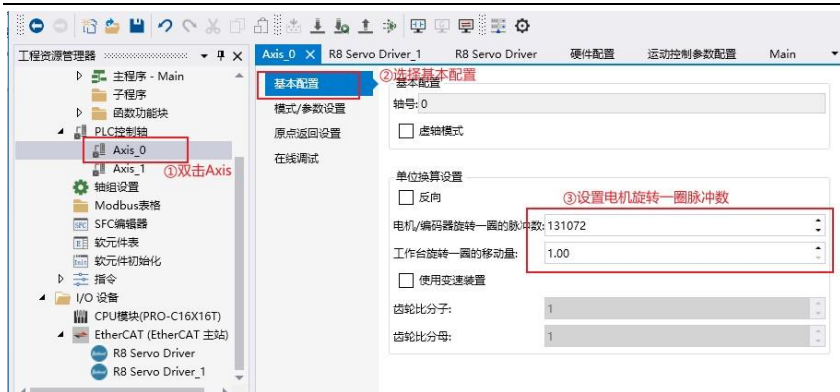 工程资源管理器
Axis_0
R8 Servo Driver_1
R8 Servo Driver
硬件配置
运动控制参数配置
Main
主程序 - Main
子程序
函数功能块
PLC控制轴
Axis_0
①双击Axis
Axis_1
轴组设置
Modbus表格
SFC编辑器
软元件表
软元件初始化
指令
I/O 设备
CPU模块(PRO-C16X16T)
EtherCAT (EtherCAT 主站)
R8 Servo Driver
R8 Servo Driver_1
基本配置
模式/参数设置
原点返回设置
在线调试
②选择基本配置
基本配置
轴号: 0
虚轴模式
单位换算设置
反向
③设置电机旋转一圈脉冲数
电机/编码器旋转一圈的脉冲数: 131072
工作台旋转一圈的移动量: 1.00
使用变速装置
齿轮比分子: 1
齿轮比分母: 1